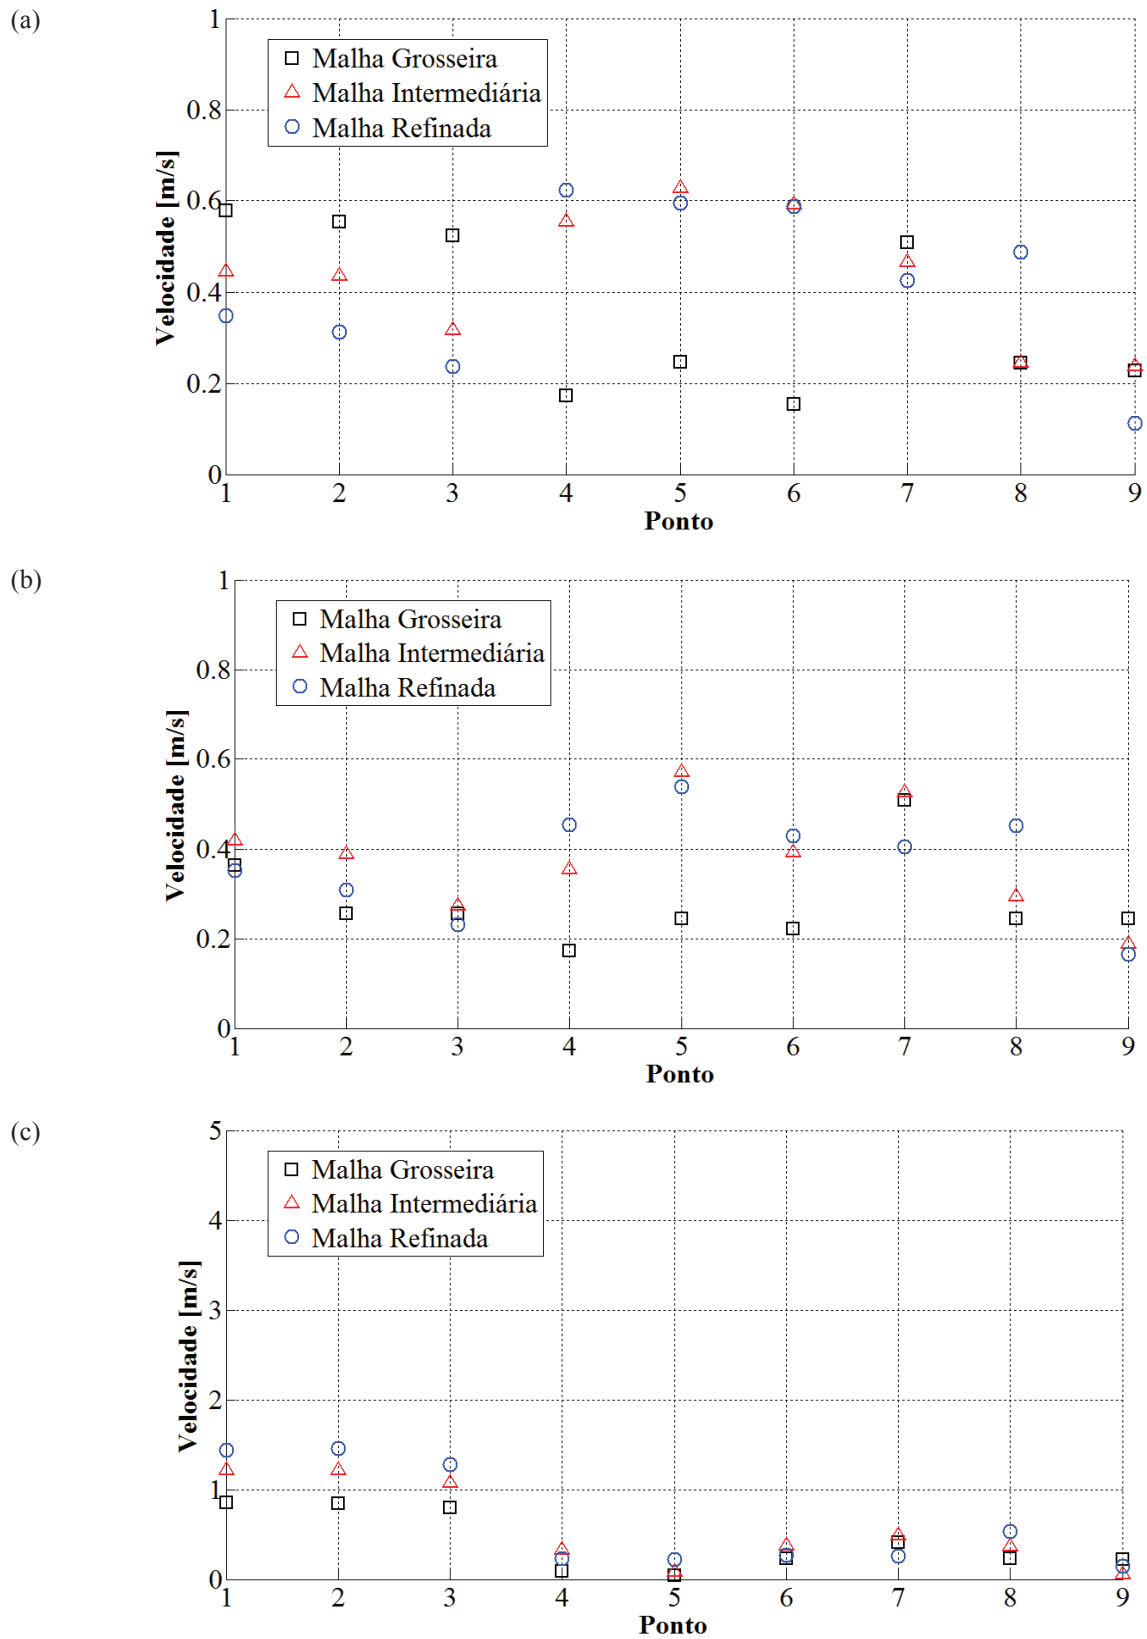 (a)
1
0.8
0.6
0.4
0.2
0
Velocidade [m/s]
Malha Grosseira
Malha Intermediária
Malha Refinada
1 2 3 4 5 6 7 8 9
Ponto
(b)
1
0.8
0.6
0.4
0.2
0
Velocidade [m/s]
Malha Grosseira
Malha Intermediária
Malha Refinada
1 2 3 4 5 6 7 8 9
Ponto
(c)
5
4
3
2
1
0
Velocidade [m/s]
Malha Grosseira
Malha Intermediária
Malha Refinada
1 2 3 4 5 6 7 8 9
Ponto